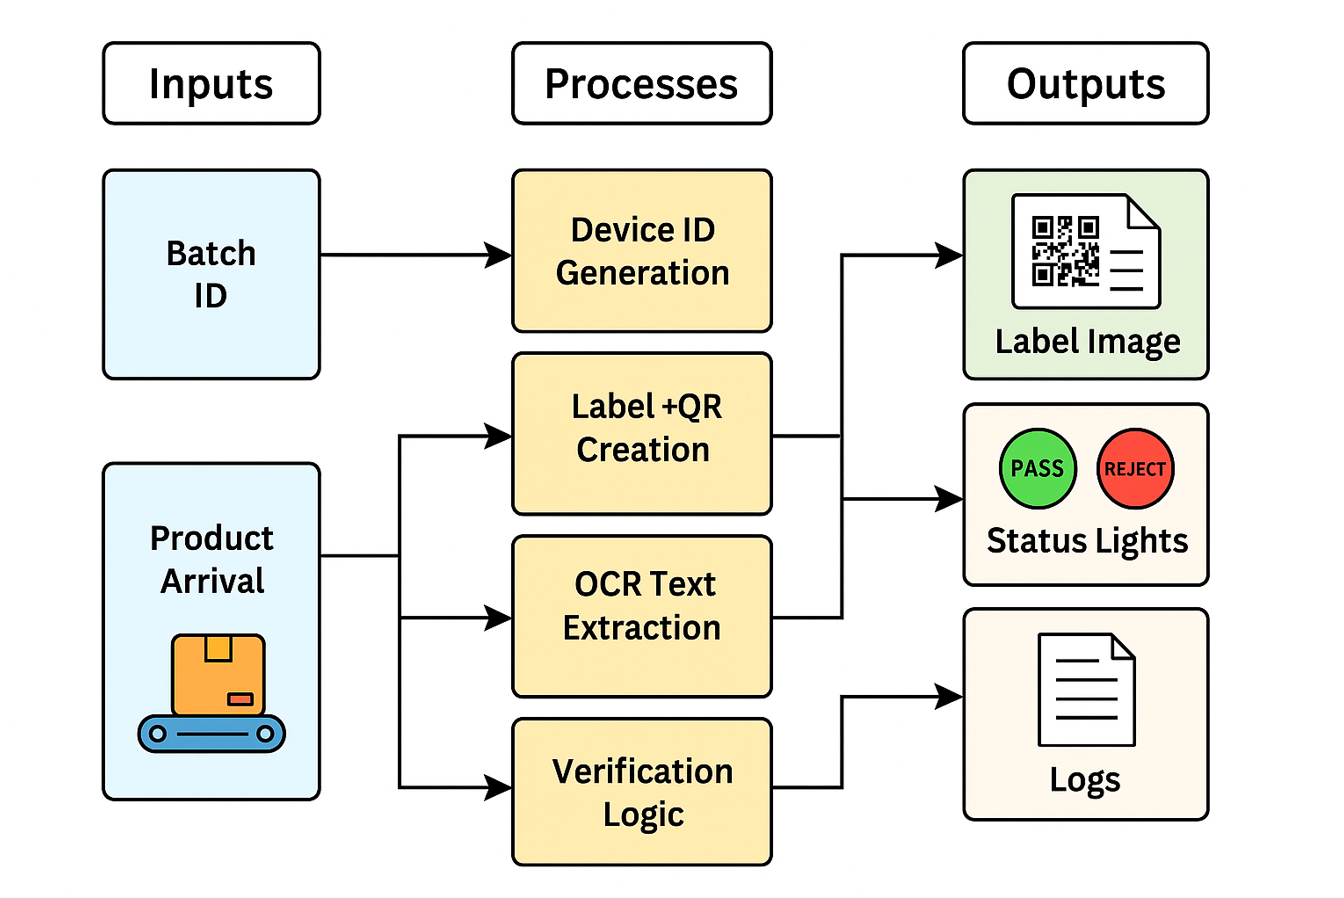 Inputs
Processes
Outputs
Batch
ID
Device ID
Generation
Label Image
Product
Arrival
Label +QR
Creation
OCR Text
Extraction
Verification
Logic
PASS
REJECT
Status Lights
Logs